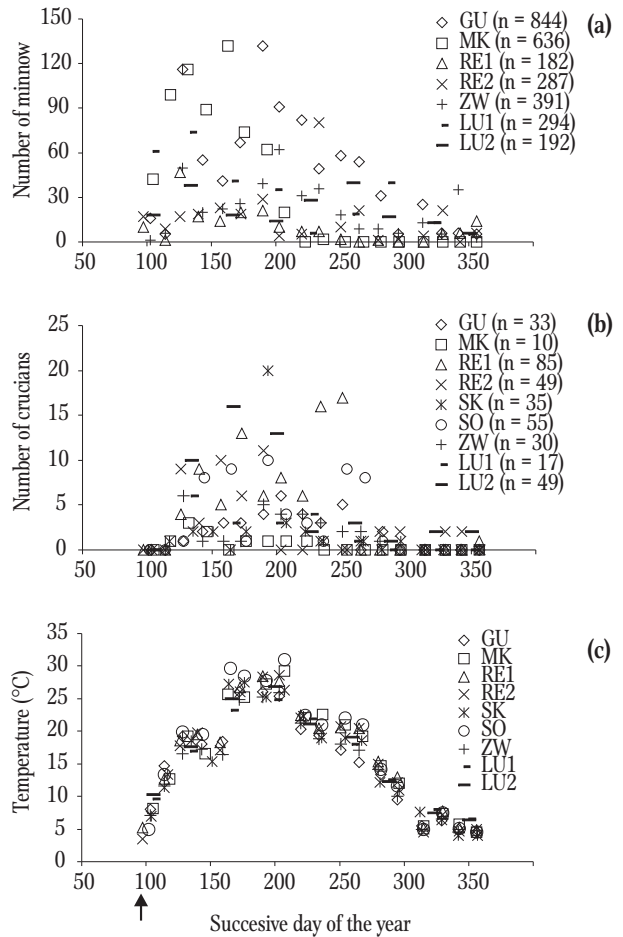 150
120
90
60
30
0
50 100 150 200 250 300 350
Number of minnow
GU (n = 844)
MK (n = 636)
RE1 (n = 182)
RE2 (n = 287)
ZW (n = 391)
LU1 (n = 294)
LU2 (n = 192)
(a)
25
20
15
10
5
0
50 100 150 200 250 300 350
Number of crucians
GU (n = 33)
MK (n = 10)
RE1 (n = 85)
RE2 (n = 49)
SK (n = 35)
SO (n = 55)
ZW (n = 30)
LU1 (n = 17)
LU2 (n = 49)
(b)
35
30
25
20
15
10
5
0
50 100 150 200 250 300 350
Temperature (°C)
GU
MK
RE1
RE2
SK
SO
ZW
LU1
LU2
(c)
Succesive day of the year